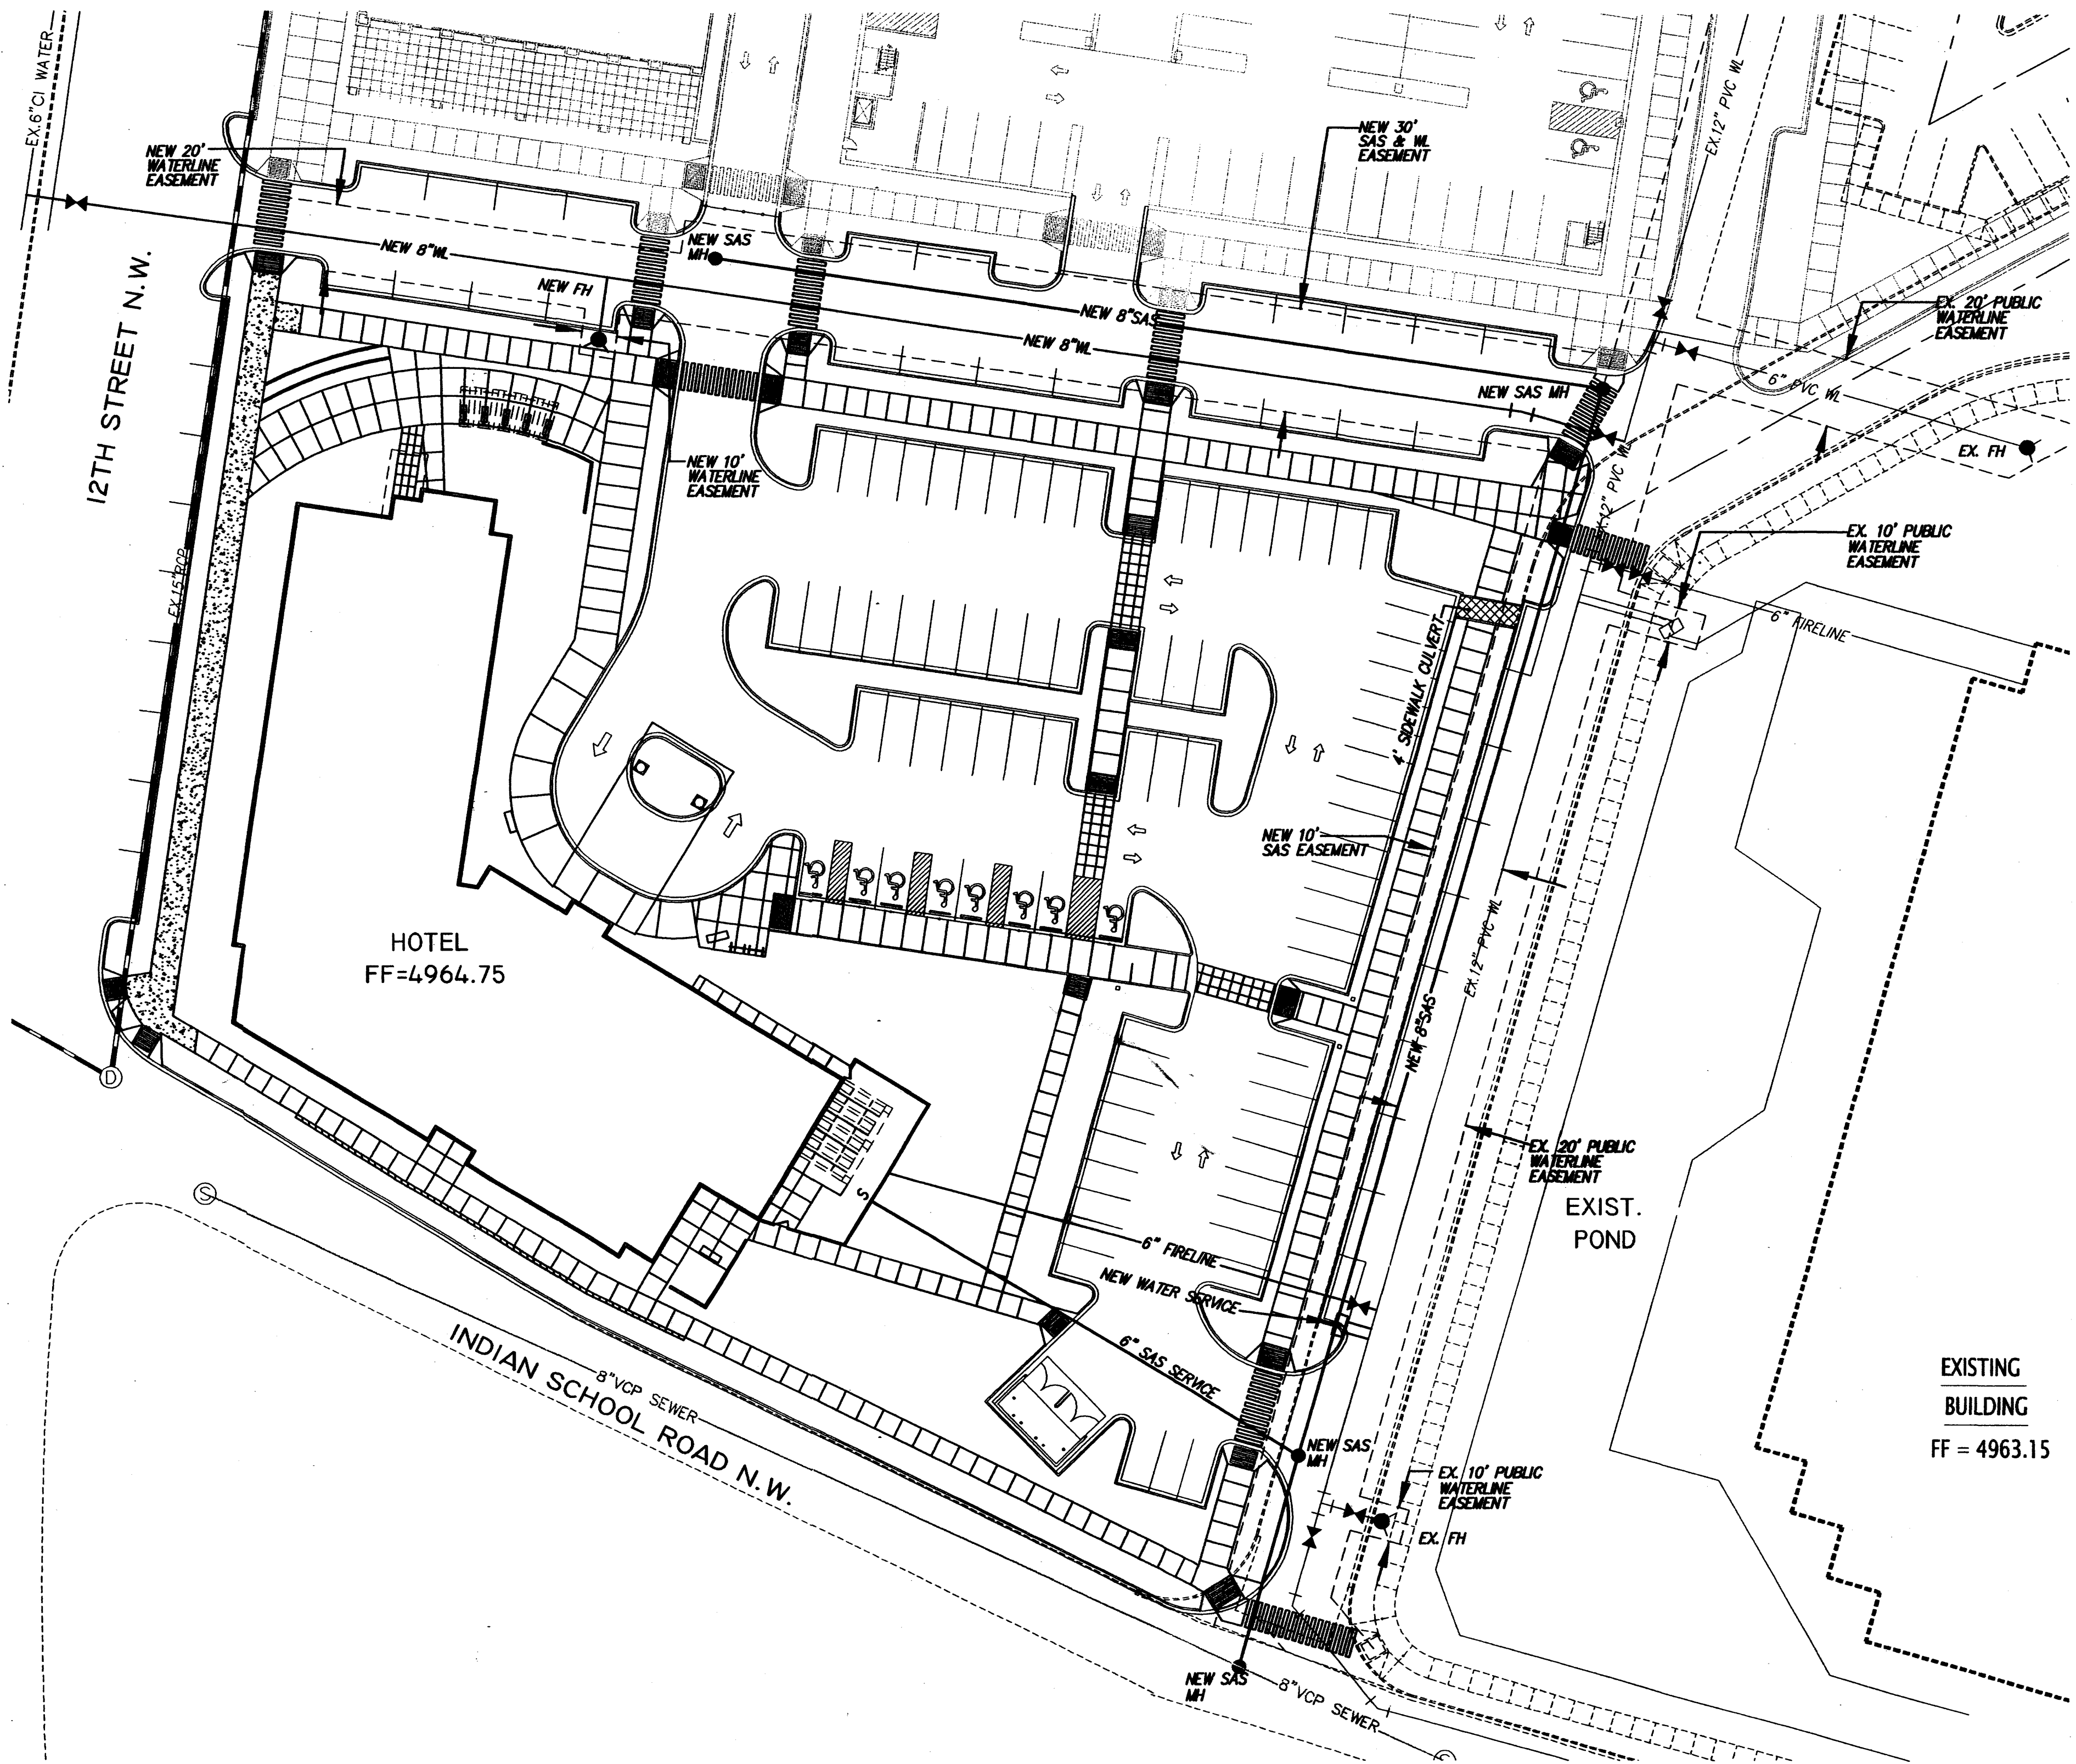 EX.6"CI WATER
NEW 20'
WATERLINE
EASEMENT
NEW 30'
SAS & WL
EASEMENT
EX.12" PVC WL
NEW 8"WL
NEW SAS
MH
NEW FH
NEW 8"SAS
NEW 8"WL
EX. 20' PUBLIC
WATERLINE
EASEMENT
6" PVC WL
NEW SAS MH
EX. FH
12TH STREET N.W.
NEW 10'
WATERLINE
EASEMENT
EX.12" PVC WL
EX. 10' PUBLIC
WATERLINE
EASEMENT
EX.15"RCP
6" FIRELINE
4' SIDEWALK CULVERT
NEW 10'
SAS EASEMENT
HOTEL
FF=4964.75
EX.12" PVC WL
NEW 8"SAS
D
EX. 20' PUBLIC
WATERLINE
EASEMENT
S
S
EXIST.
POND
6" FIRELINE
NEW WATER SERVICE
6" SAS SERVICE
INDIAN SCHOOL ROAD N.W.
8"VCP SEWER
EXISTING
BUILDING
FF = 4963.15
NEW SAS
MH
EX. 10' PUBLIC
WATERLINE
EASEMENT
EX. FH
NEW SAS
MH
8"VCP SEWER